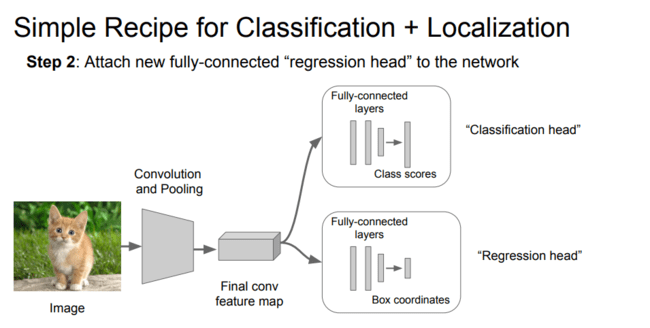 Simple Recipe for Classification + Localization
Step 2: Attach new fully-connected “regression head” to the network
Fully-connected
layers
Class scores
“Classification head”
Convolution
and Pooling
Image
Final conv
feature map
Fully-connected
layers
Box coordinates
“Regression head”